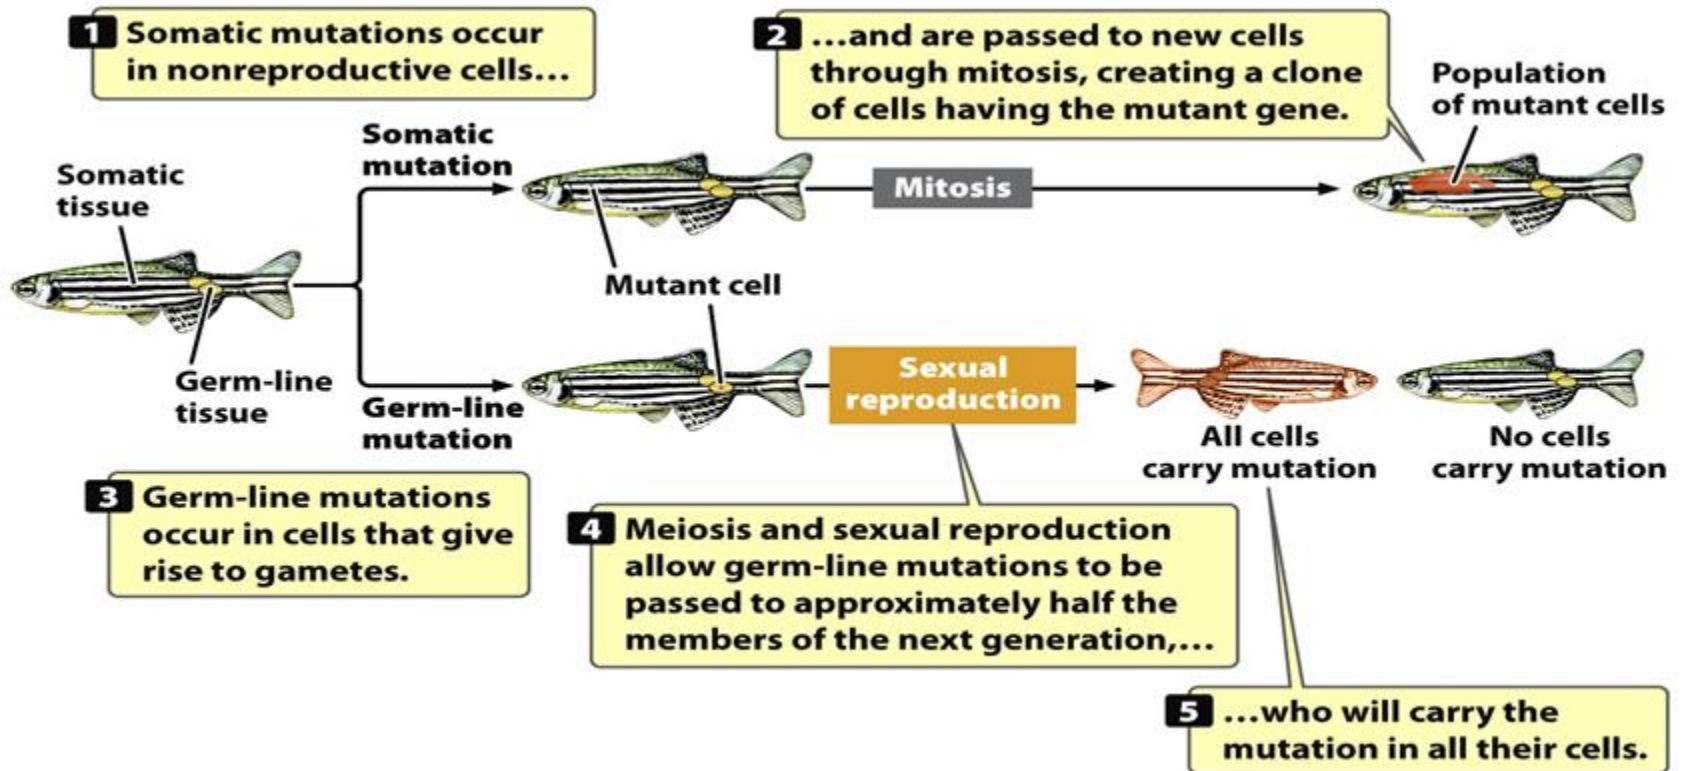 1 Somatic mutations occur
in nonreproductive cells...
2 ...and are passed to new cells
through mitosis, creating a clone
of cells having the mutant gene.
Population
of mutant cells
Somatic
mutation
Somatic
tissue
Mitosis
Mutant cell
Germ-line
tissue
Germ-line
mutation
Sexual
reproduction
All cells
carry mutation
No cells
carry mutation
3 Germ-line mutations
occur in cells that give
rise to gametes.
4 Meiosis and sexual reproduction
allow germ-line mutations to be
passed to approximately half the
members of the next generation,...
5 ...who will carry the
mutation in all their cells.